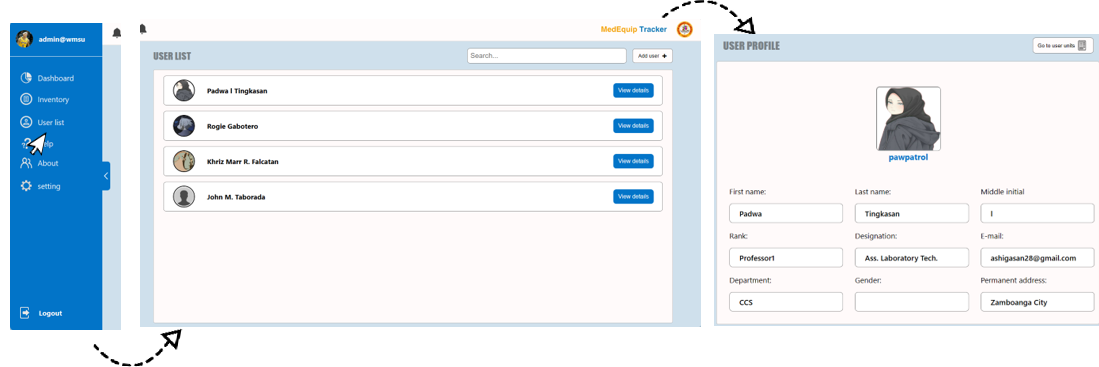 admin@wmsu
Dashboard
Inventory
User list
Help
About
setting
Logout
MedEquip Tracker
USER LIST
Search...
Add user +
Padwa I Tingkasan
View details
Rogie Gabotero
View details
Khriz Marr R. Falcatan
View details
John M. Taborada
View details
USER PROFILE
Go to user units
pawpatrol
First name:
Last name:
Middle initial
Padwa
Tingkasan
I
Rank:
Designation:
E-mail:
Professor1
Ass. Laboratory Tech.
ashigasan28@gmail.com
Department:
Gender:
Permanent address:
CCS
Zamboanga City